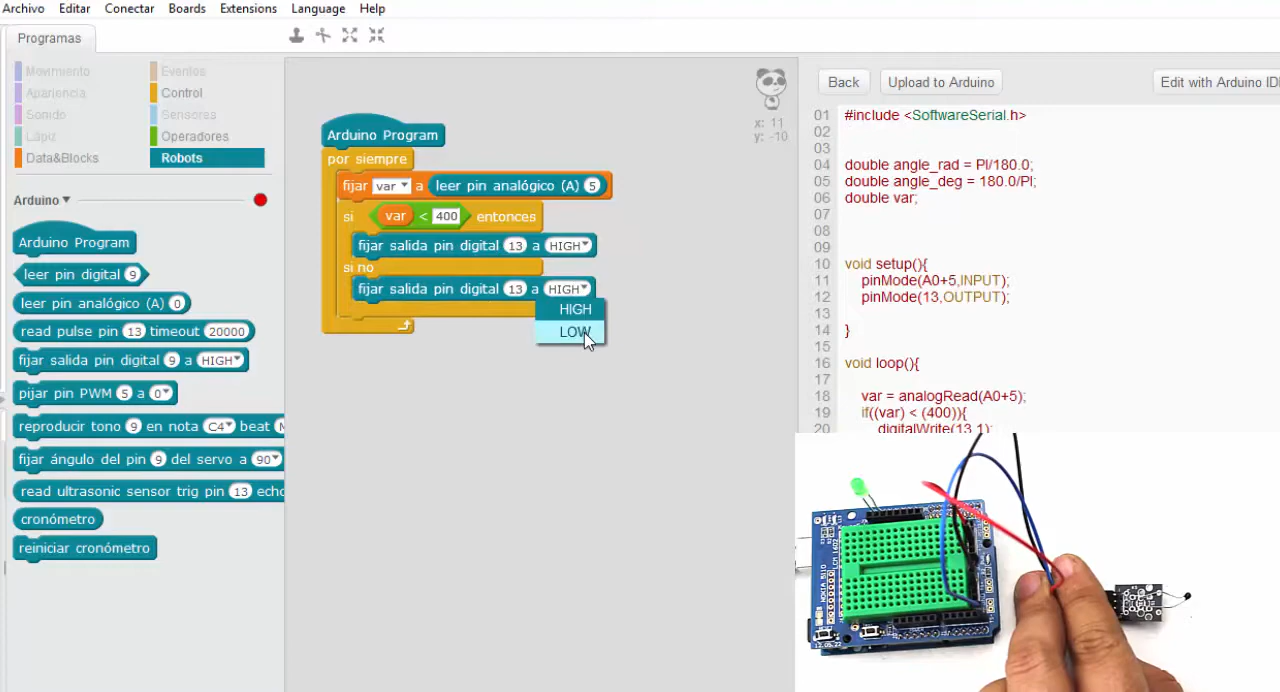 Archivo Editar Conectar Boards Extensions Language Help
Programas
Movimiento Eventos
Apariencia Control
Sonido Sensores
Lápiz Operadores
Data&Blocks Robots
Arduino
Arduino Program
leer pin digital 9
leer pin analógico (A) 0
read pulse pin 13 timeout 20000
fijar salida pin digital 9 a HIGH
pijar pin PWM 5 a 0
reproducir tono 9 en nota C4 beat
fijar ángulo del pin 9 del servo a 90
read ultrasonic sensor trig pin 13 echo
cronómetro
reiniciar cronómetro
x: 11
y: -10
Arduino Program
por siempre
fijar var a leer pin analógico (A) 5
si var < 400 entonces
fijar salida pin digital 13 a HIGH
si no
fijar salida pin digital 13 a HIGH
HIGH
LOW
Back Upload to Arduino Edit with Arduino IDE
01 #include <SoftwareSerial.h>
02
03
04 double angle_rad = PI/180.0;
05 double angle_deg = 180.0/PI;
06 double var;
07
08
09
10 void setup(){
11 pinMode(A0+5,INPUT);
12 pinMode(13,OUTPUT);
13
14 }
15
16 void loop(){
17
18 var = analogRead(A0+5);
19 if((var) < (400)){
20 digitalWrite(13,1);